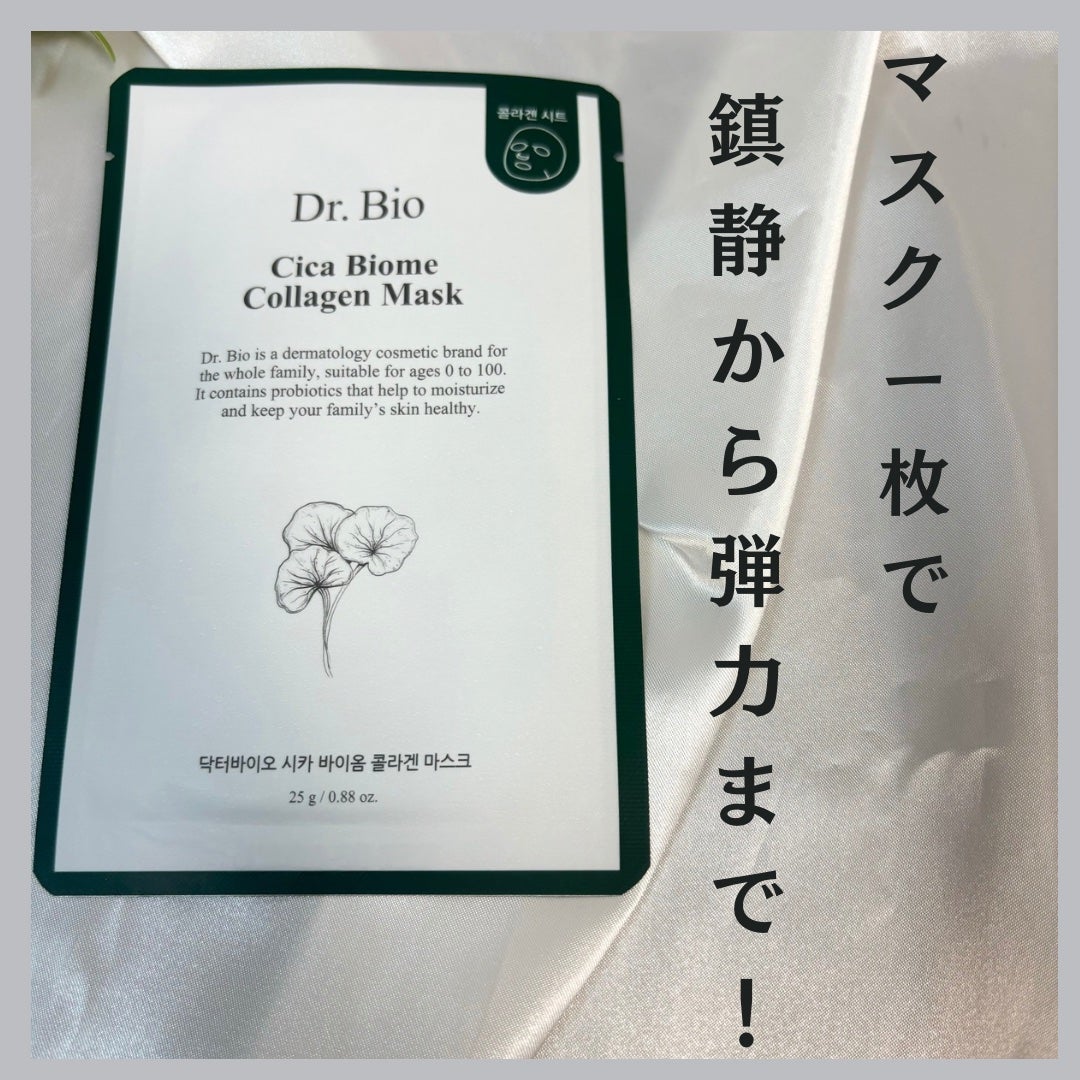 マスク一枚で
鎮静から弾力まで！
콜라겐 시트
Dr. Bio
Cica Biome
Collagen Mask
Dr. Bio is a dermatology cosmetic brand for
the whole family, suitable for ages 0 to 100.
It contains probiotics that help to moisturize
and keep your family's skin healthy.
닥터바이오 시카 바이옴 콜라겐 마스크
25 g / 0.88 oz.